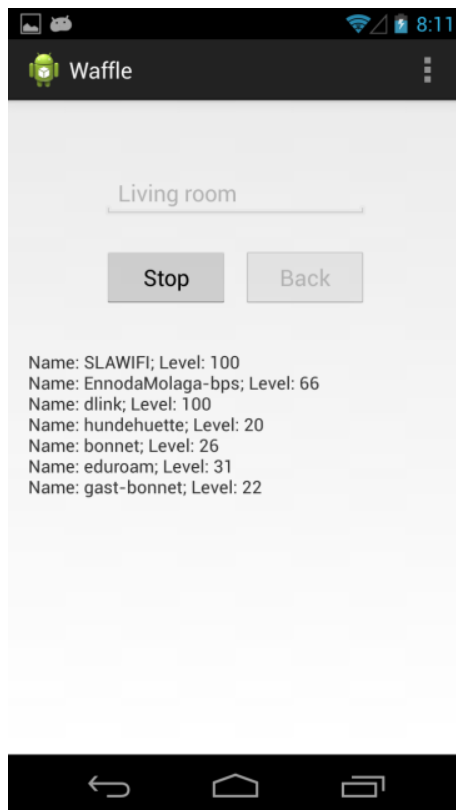 8:11
Waffle
Living room
Stop Back
Name: SLAWIFI; Level: 100
Name: EnnodaMolaga-bps; Level: 66
Name: dlink; Level: 100
Name: hundehuette; Level: 20
Name: bonnet; Level: 26
Name: eduroam; Level: 31
Name: gast-bonnet; Level: 22